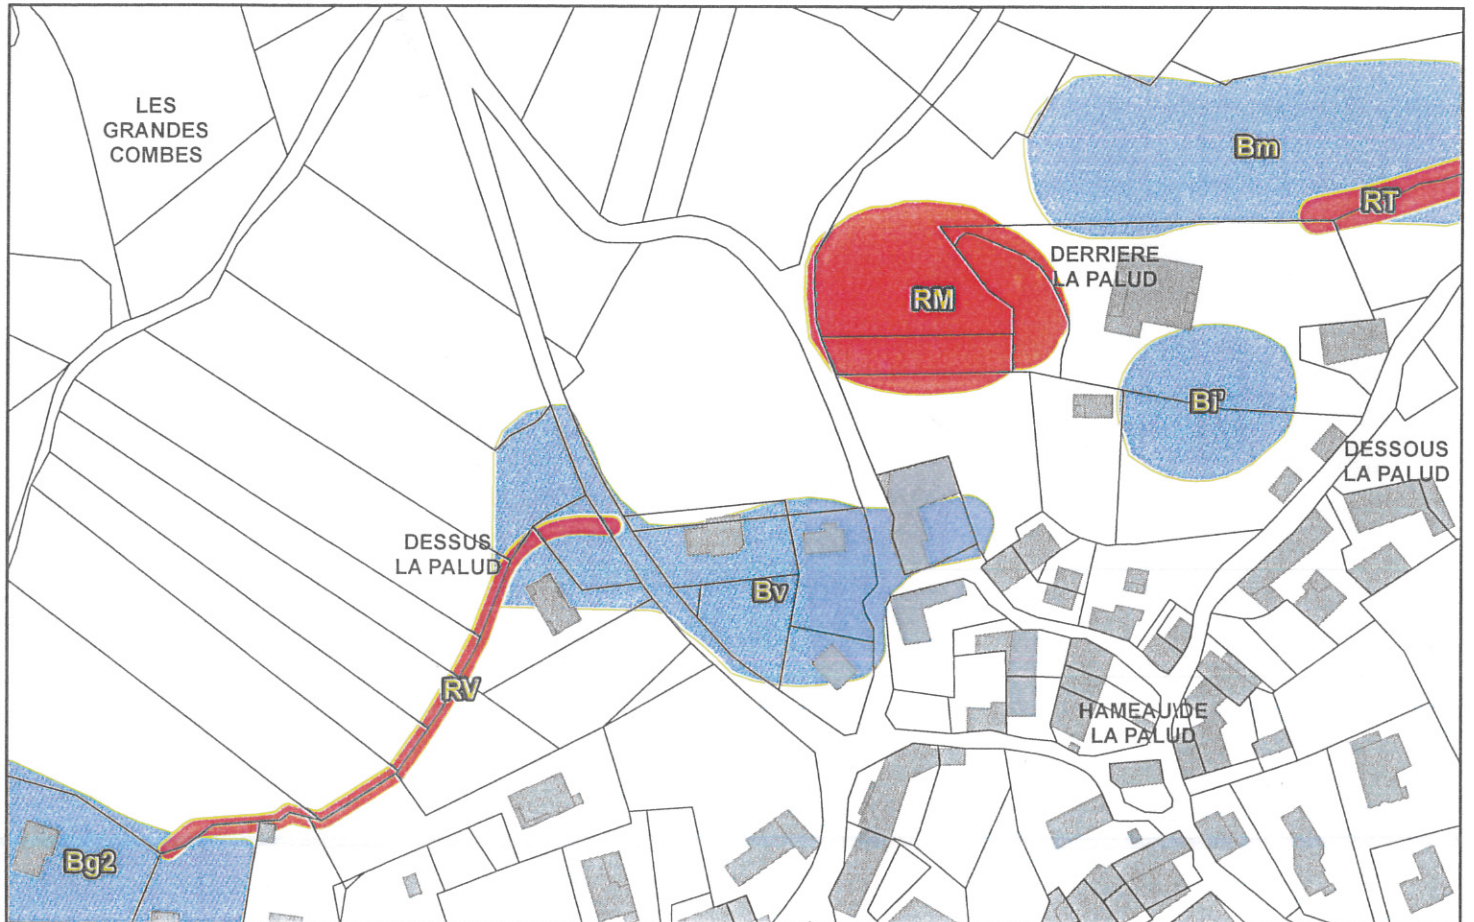 LES
GRANDES
COMBES
Bm
RT
DERRIERE
LA PALUD
RM
Bi'
DESSOUS
LA PALUD
DESSUS
LA PALUD
Bv
RV
HAMEAU DE
LA PALUD
Bg2